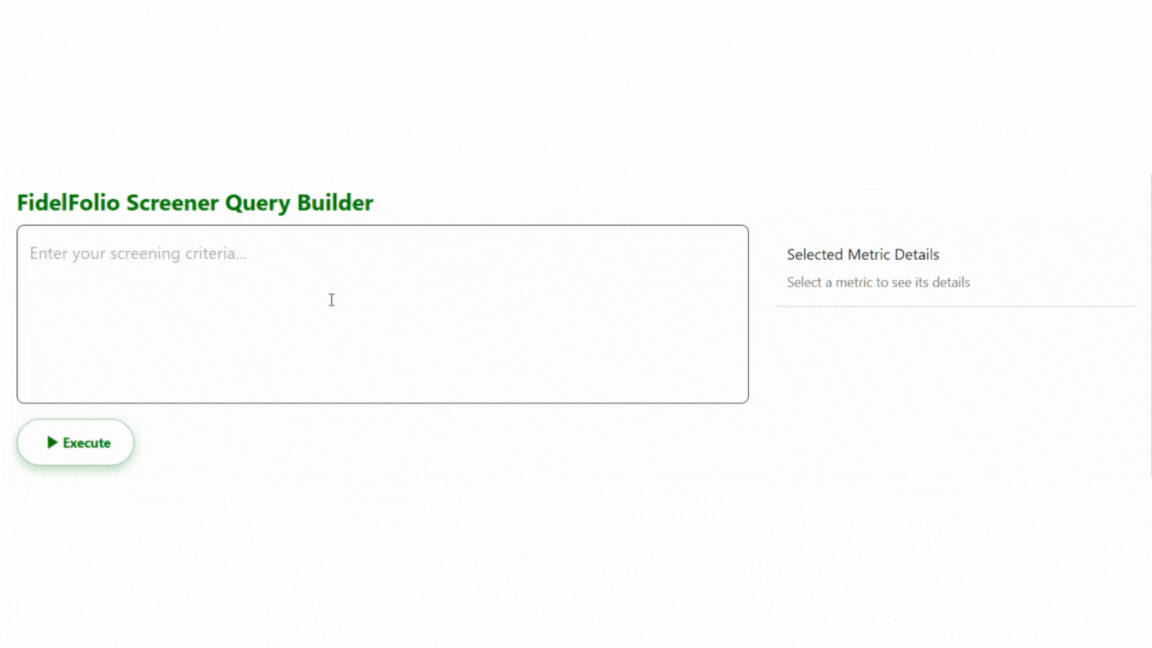 FidelFolio Screener Query Builder
Enter your screening criteria...
Execute
Selected Metric Details
Select a metric to see its details